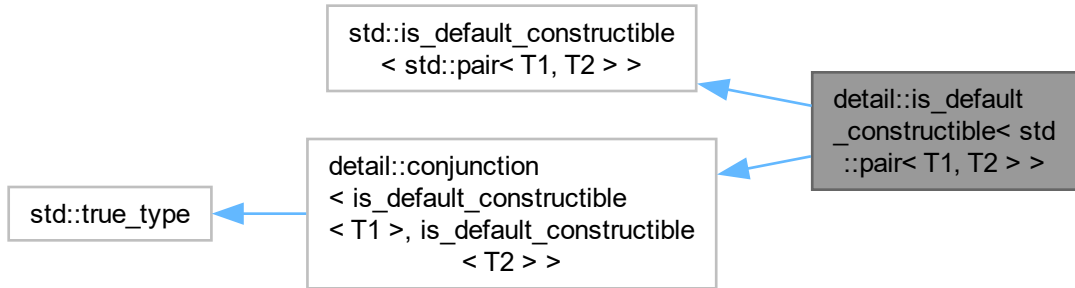 std::is_default_constructible
< std::pair< T1, T2 > >
detail::is_default
_constructible< std
::pair< T1, T2 > >
detail::conjunction
< is_default_constructible
< T1 >, is_default_constructible
< T2 > >
std::true_type